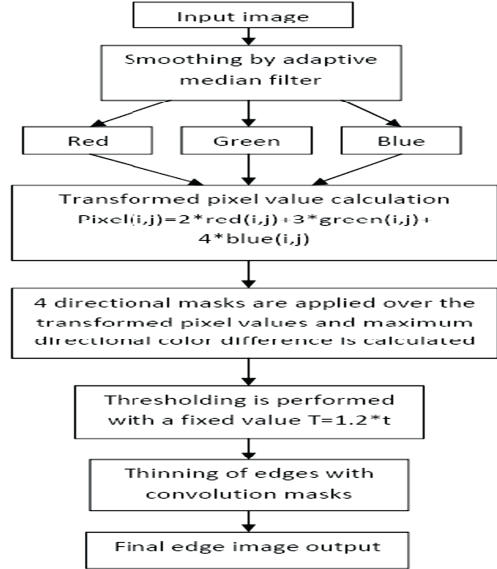 Input image
Smoothing by adaptive
median filter
Red
Green
Blue
Transformed pixel value calculation
Pixel(i,j)=2*red(i,j)+3*green(i,j)+
4*blue(i,j)
4 directional masks are applied over the
transformed pixel values and maximum
directional color difference is calculated
Thresholding is performed
with a fixed value T=1.2*t
Thinning of edges with
convolution masks
Final edge image output